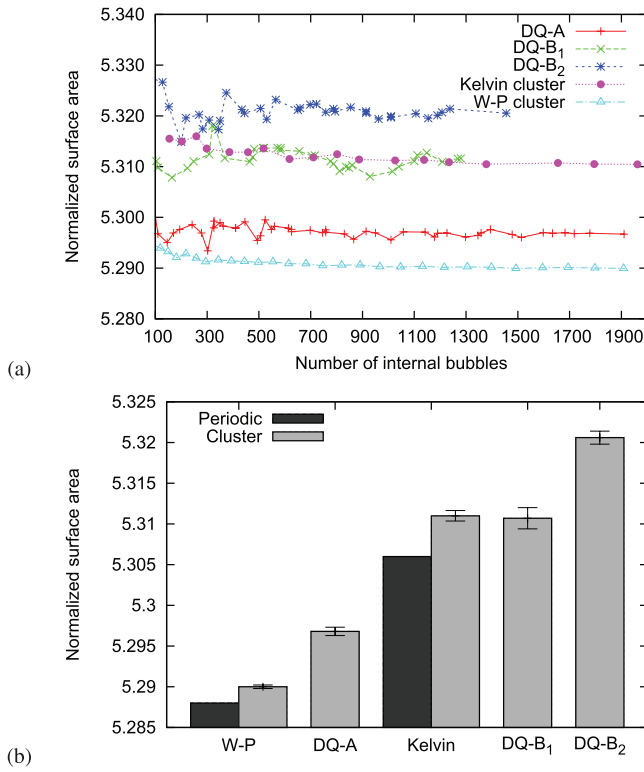 5.340
5.330
5.320
5.310
5.300
5.290
5.280
Normalized surface area
DQ-A
DQ-B1
DQ-B2
Kelvin cluster
W-P cluster
100 300 500 700 900 1100 1300 1500 1700 1900
Number of internal bubbles
(a)
5.325
5.32
5.315
5.31
5.305
5.3
5.295
5.29
5.285
Normalized surface area
Periodic
Cluster
W-P DQ-A Kelvin DQ-B1 DQ-B2
(b)